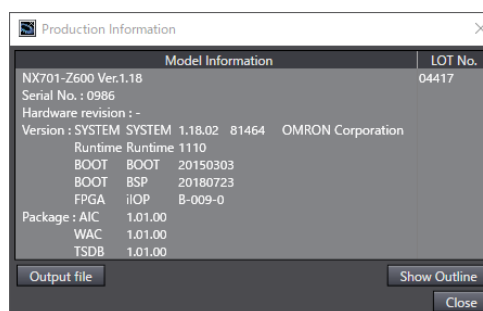 Production Information
Model Information LOT No.
NX701-Z600 Ver.1.18 04417
Serial No. : 0986
Hardware revision : -
Version : SYSTEM SYSTEM 1.18.02 81464 OMRON Corporation
Runtime Runtime 1110
BOOT BOOT 20150303
BOOT BSP 20180723
FPGA iIOP B-009-0
Package : AIC 1.01.00
WAC 1.01.00
TSDB 1.01.00
Output file Show Outline
Close